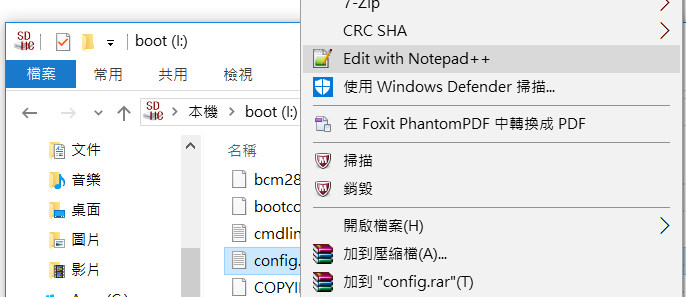 7-Zip
CRC SHA
Edit with Notepad++
使用 Windows Defender 掃描...
在 Foxit PhantomPDF 中轉換成 PDF
掃描
銷毀
開啟檔案(H)
加到壓縮檔(A)...
加到 "config.rar"(T)
boot (I:)
檔案 常用 共用 檢視
本機 boot (I:)
文件
音樂
桌面
圖片
影片
名稱
bcm28
bootco
cmdlin
config.
COPYI